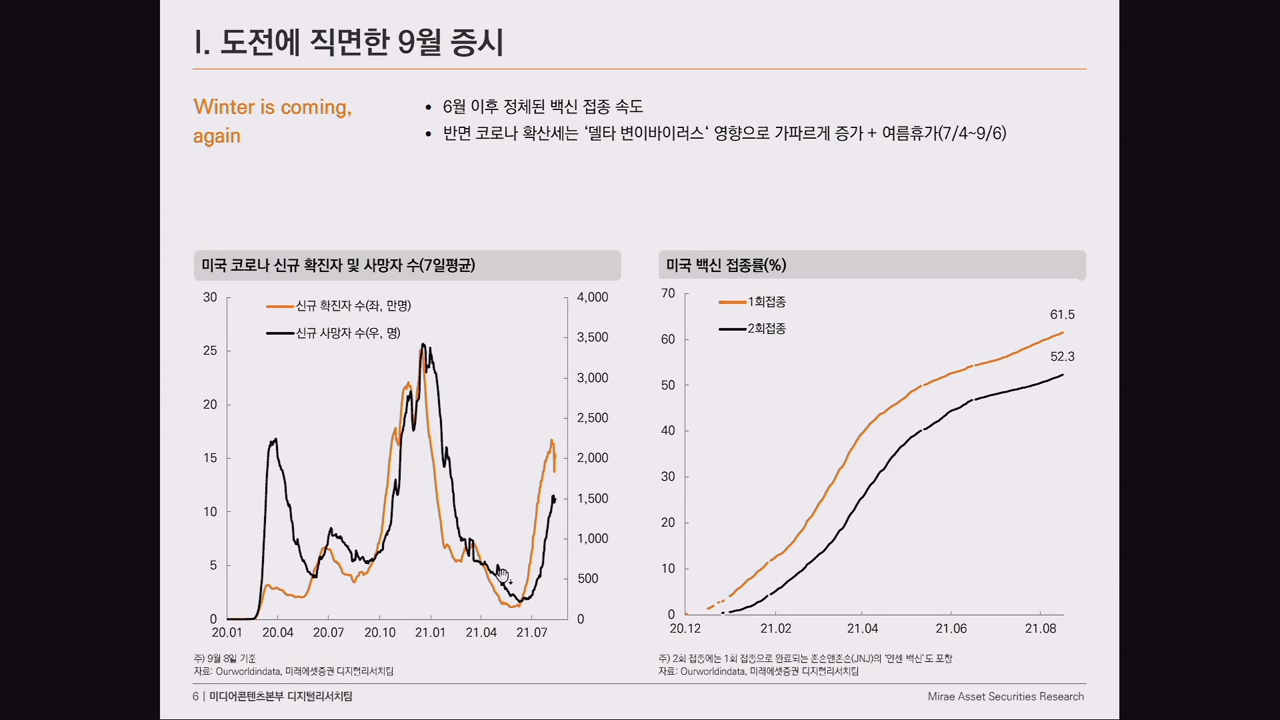 I. 도전에 직면한 9월 증시
Winter is coming,
again
• 6월 이후 정체된 백신 접종 속도
• 반면 코로나 확산세는 ‘델타 변이바이러스‘ 영향으로 가파르게 증가 + 여름휴가(7/4~9/6)
미국 코로나 신규 확진자 및 사망자 수(7일평균)
신규 확진자 수(좌, 만명)
신규 사망자 수(우, 명)
30
25
20
15
10
5
0
4,000
3,500
3,000
2,500
2,000
1,500
1,000
500
0
20.01 20.04 20.07 20.10 21.01 21.04 21.07
주) 9월 8일 기준
자료: Ourworldindata, 미래에셋증권 디지털리서치팀
미국 백신 접종률(%)
1회접종
2회접종
70
60
50
40
30
20
10
0
61.5
52.3
20.12 21.02 21.04 21.06 21.08
주) 2회 접종에는 1회 접종으로 완료되는 존슨앤존슨(JNJ)의 '얀센 백신'도 포함
자료: Ourworldindata, 미래에셋증권 디지털리서치팀
6 | 미디어콘텐츠본부 디지털리서치팀
Mirae Asset Securities Research